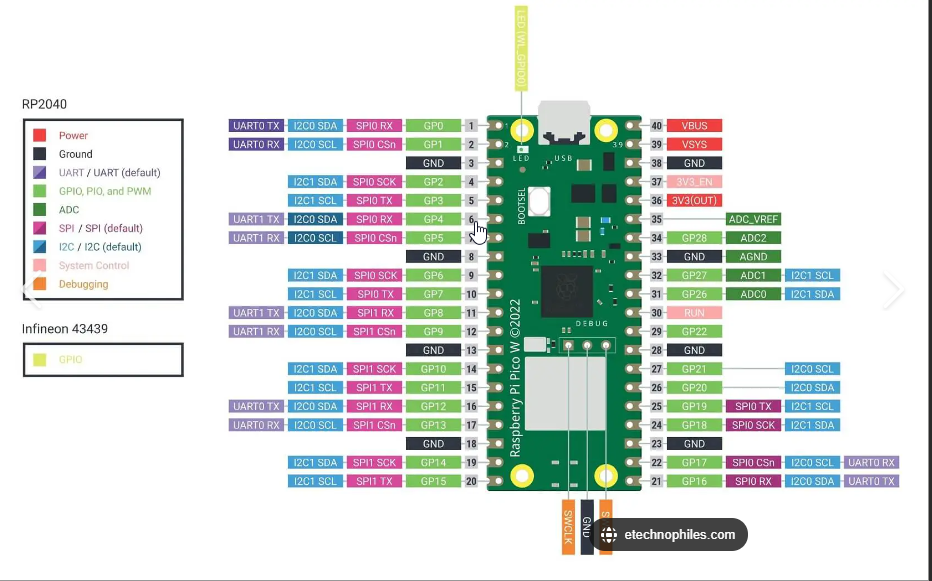 LED (WL_GPIO0)
RP2040
Power
Ground
UART / UART (default)
GPIO, PIO, and PWM
ADC
SPI / SPI (default)
I2C / I2C (default)
System Control
Debugging
Infineon 43439
GPIO
UART0 TX I2C0 SDA SPI0 RX GP0 1
UART0 RX I2C0 SCL SPI0 CSn GP1 2
GND 3
I2C1 SDA SPI0 SCK GP2 4
I2C1 SCL SPI0 TX GP3 5
UART1 TX I2C0 SDA SPI0 RX GP4 6
UART1 RX I2C0 SCL SPI0 CSn GP5
GND 8
I2C1 SDA SPI0 SCK GP6 9
I2C1 SCL SPI0 TX GP7 10
UART1 TX I2C0 SDA SPI1 RX GP8 11
UART1 RX I2C0 SCL SPI1 CSn GP9 12
GND 13
I2C1 SDA SPI1 SCK GP10 14
I2C1 SCL SPI1 TX GP11 15
UART0 TX I2C0 SDA SPI1 RX GP12 16
UART0 RX I2C0 SCL SPI1 CSn GP13 17
GND 18
I2C1 SDA SPI1 SCK GP14 19
I2C1 SCL SPI1 TX GP15 20
2
39
LED
USB
BOOTSEL
DEBUG
Raspberry Pi Pico W ©2022
40 VBUS
39 VSYS
38 GND
37 3V3_EN
36 3V3(OUT)
35 ADC_VREF
34 GP28 ADC2
33 GND AGND
32 GP27 ADC1 I2C1 SCL
31 GP26 ADC0 I2C1 SDA
30 RUN
29 GP22
28 GND
27 GP21 I2C0 SCL
26 GP20 I2C0 SDA
25 GP19 SPI0 TX I2C1 SCL
24 GP18 SPI0 SCK I2C1 SDA
23 GND
22 GP17 SPI0 CSn I2C0 SCL UART0 RX
21 GP16 SPI0 RX I2C0 SDA UART0 TX
SWCLK
GND
etechnophiles.com